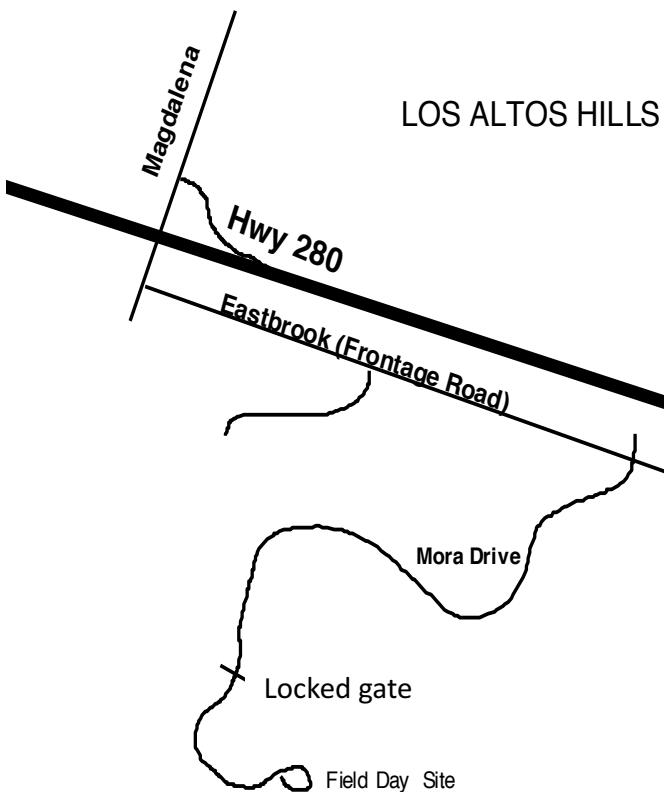 LOS ALTOS HILLS
Magdalena
Hwy 280
Eastbrook (Frontage Road)
Mora Drive
Locked gate
Field Day Site